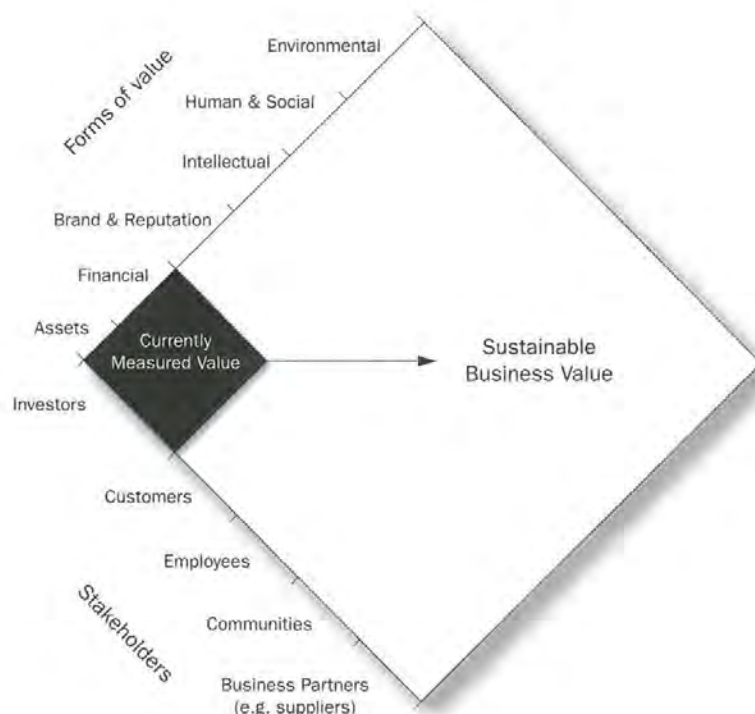 Forms of value
Environmental
Human & Social
Intellectual
Brand & Reputation
Financial
Assets
Currently
Measured Value
Sustainable
Business Value
Investors
Customers
Employees
Communities
Business Partners
(e.g. suppliers)
Stakeholders